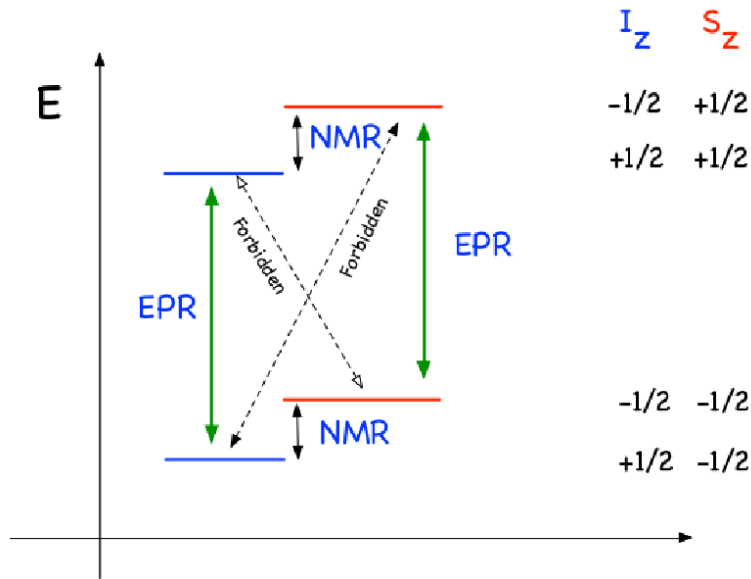 I_z S_z
E
-1/2 +1/2
NMR
+1/2 +1/2
Forbidden
Forbidden
EPR
EPR
-1/2 -1/2
NMR
+1/2 -1/2